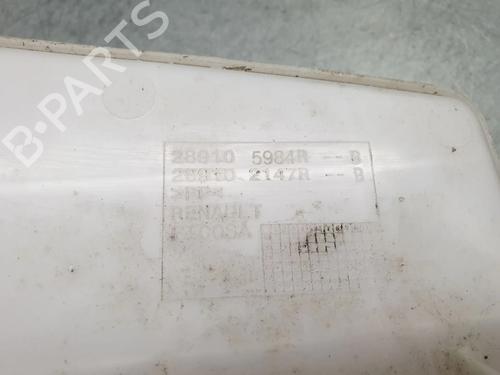 28910 5984R -- B
28910 2147R -- B
RENAULT
B-PARTS